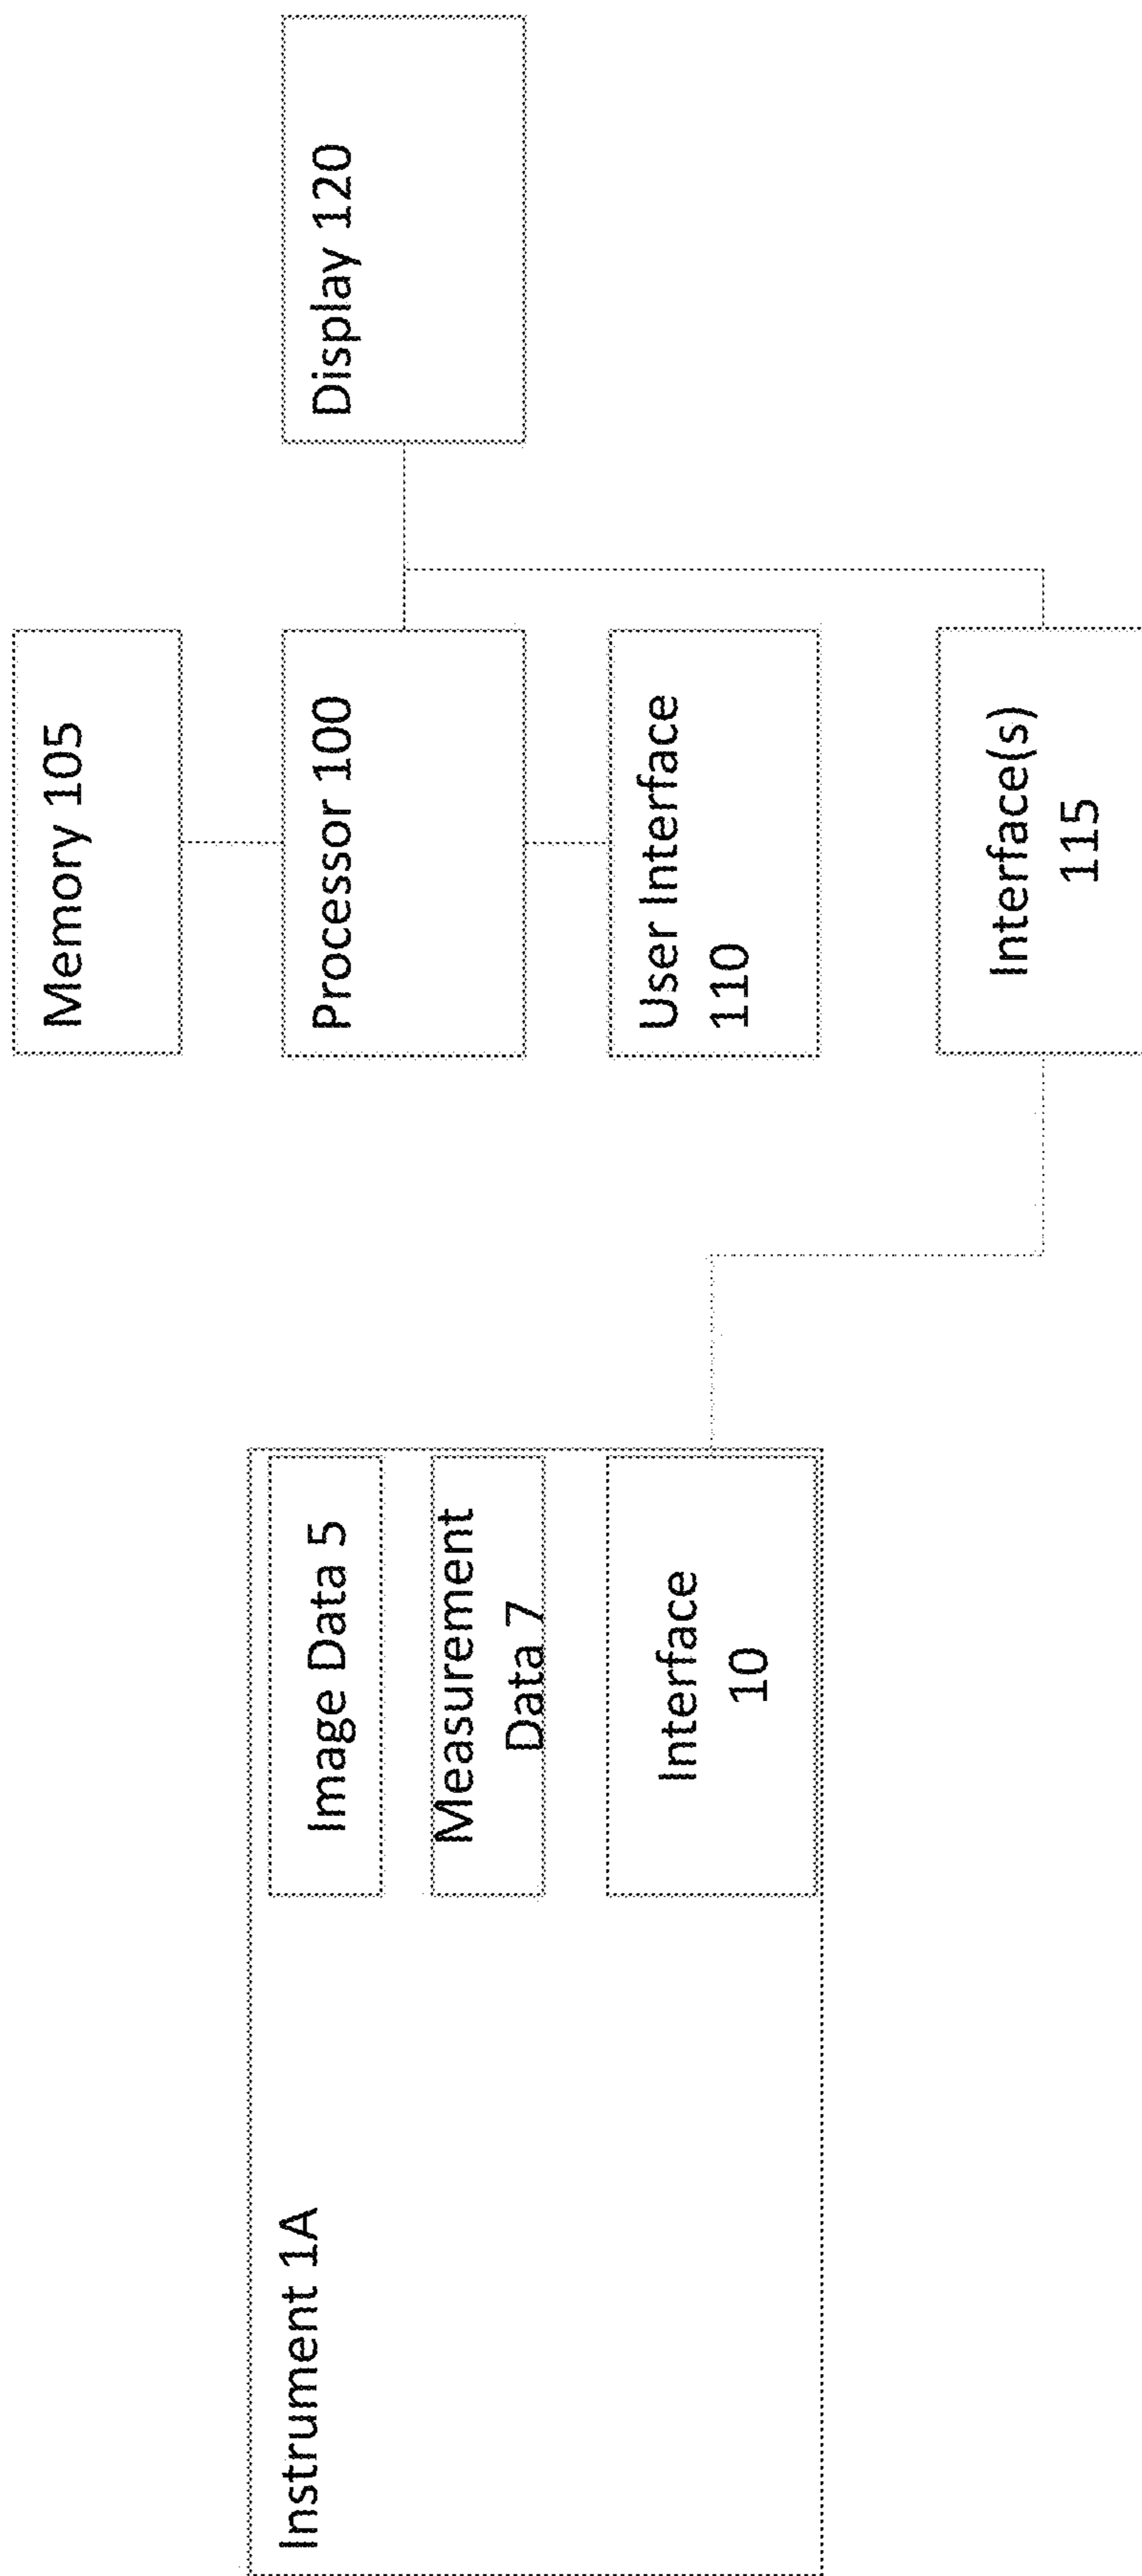 Instrument 1A
Image Data 5
Measurement
Data 7
Interface
10
Memory 105
Processor 100
User Interface
110
Interface(s)
115
Display 120